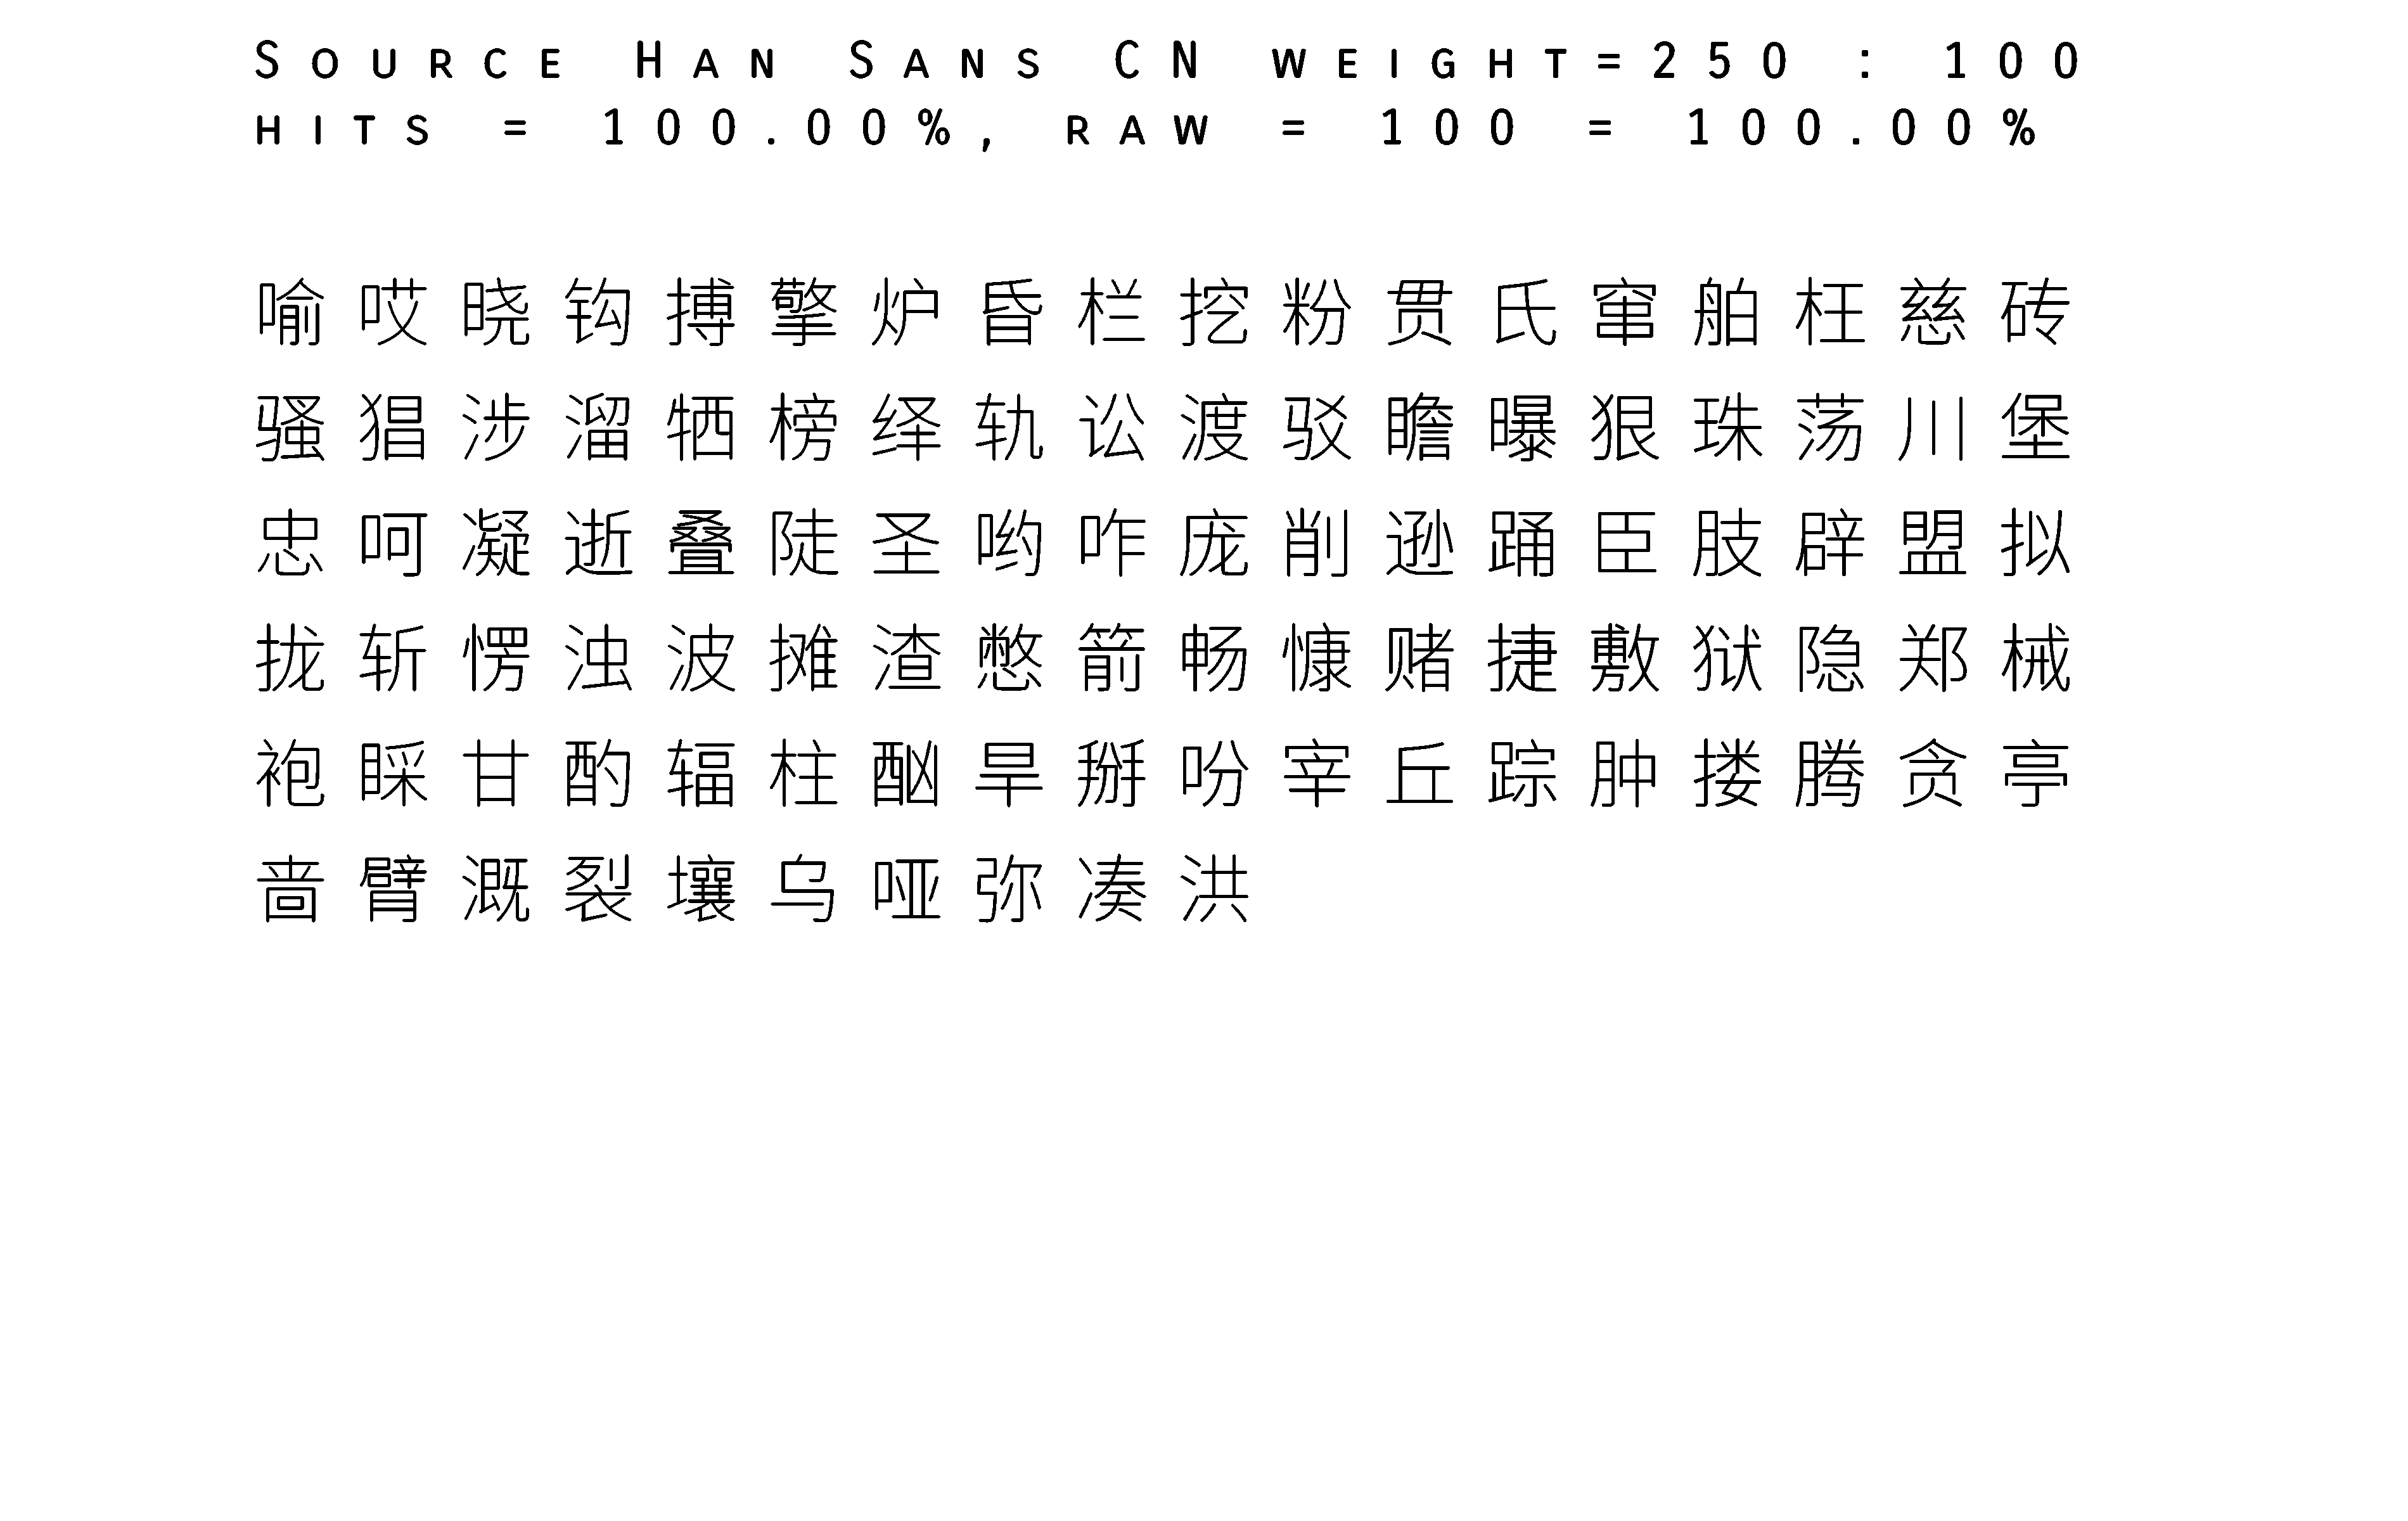 Source Han Sans CN weight=250 : 100
hits = 100.00%, raw = 100 = 100.00%
喻哎晓钩搏擎炉昏栏挖粉贯氏窜舶枉慈砖
骚猖涉溜牺榜绎轨讼渡驳瞻曝狠珠荡川堡
忠呵凝逝叠陡圣哟咋庞削逊踊臣肢辟盟拟
拢斩愣浊波摊渣憋箭畅慷赌捷敷狱隐郑械
袍睬甘酌辐柱酗旱掰吩宰丘踪肿搂腾贪亭
啬臂溉裂壤乌哑弥凑洪